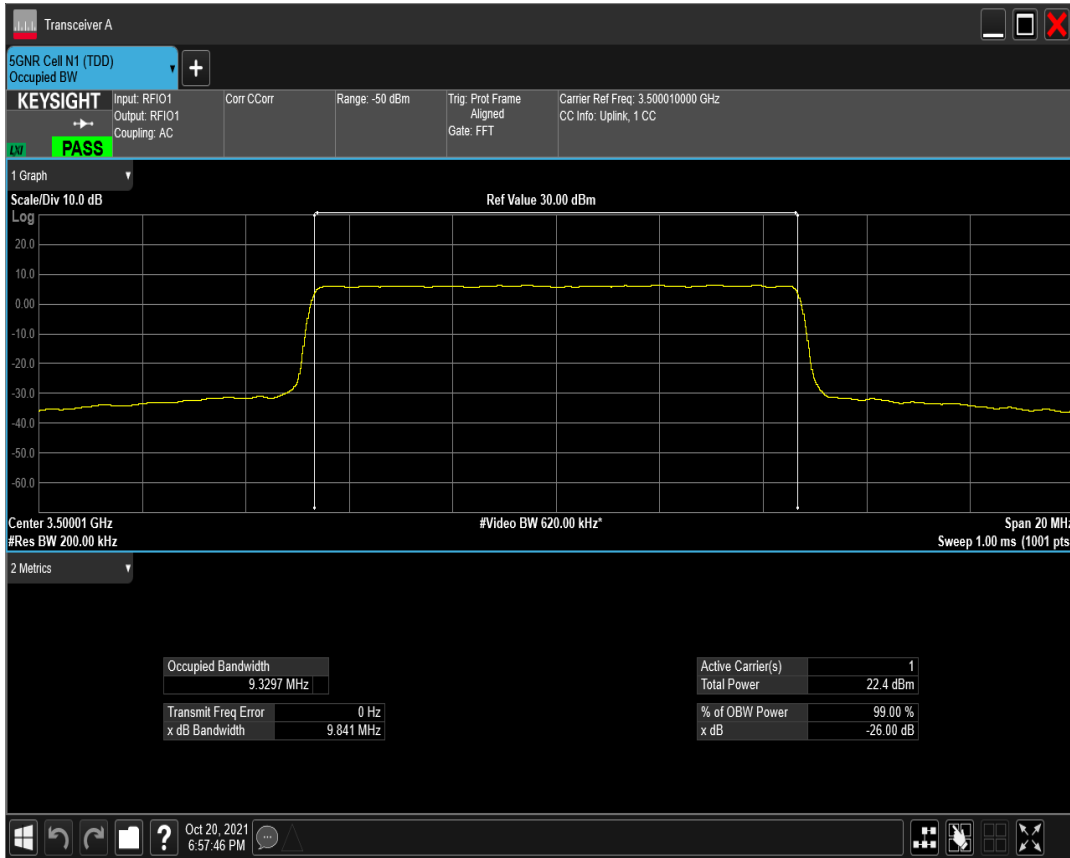 Transceiver A
5GNR Cell N1 (TDD)
Occupied BW
+
KEYSIGHT
LXI
PASS
Input: RFIO1
Output: RFIO1
Coupling: AC
Corr CCorr
Range: -50 dBm
Trig: Prot Frame
Aligned
Gate: FFT
Carrier Ref Freq: 3.500010000 GHz
CC Info: Uplink, 1 CC
1 Graph
Scale/Div 10.0 dB
Ref Value 30.00 dBm
Log
20.0
10.0
0.00
-10.0
-20.0
-30.0
-40.0
-50.0
-60.0
Center 3.50001 GHz
#Video BW 620.00 kHz*
Span 20 MHz
#Res BW 200.00 kHz
Sweep 1.00 ms (1001 pts
2 Metrics
Occupied Bandwidth
9.3297 MHz
Transmit Freq Error 0 Hz
x dB Bandwidth 9.841 MHz
Active Carrier(s) 1
Total Power 22.4 dBm
% of OBW Power 99.00 %
x dB -26.00 dB
?
Oct 20, 2021
6:57:46 PM